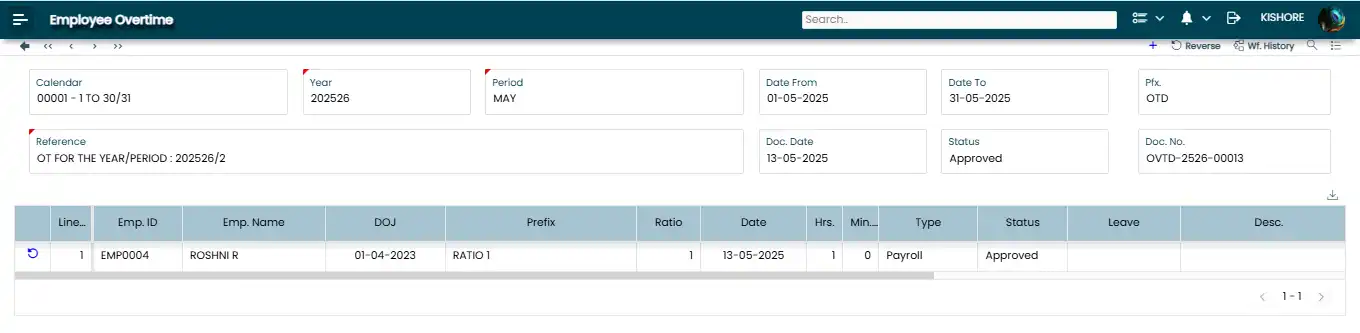 Employee Overtime Search.. KISHORE
+ Reverse Wf. History
Calendar Year Period Date From Date To Pfx.
00001 - 1 TO 30/31 202526 MAY 01-05-2025 31-05-2025 OTD
Reference Doc. Date Status Doc. No.
OT FOR THE YEAR/PERIOD : 202526/2 13-05-2025 Approved OVTD-2526-00013
Line... Emp. ID Emp. Name DOJ Prefix Ratio Date Hrs. Min.... Type Status Leave Desc.
1 EMP0004 ROSHNI R 01-04-2023 RATIO 1 1 13-05-2025 1 0 Payroll Approved
1 - 1